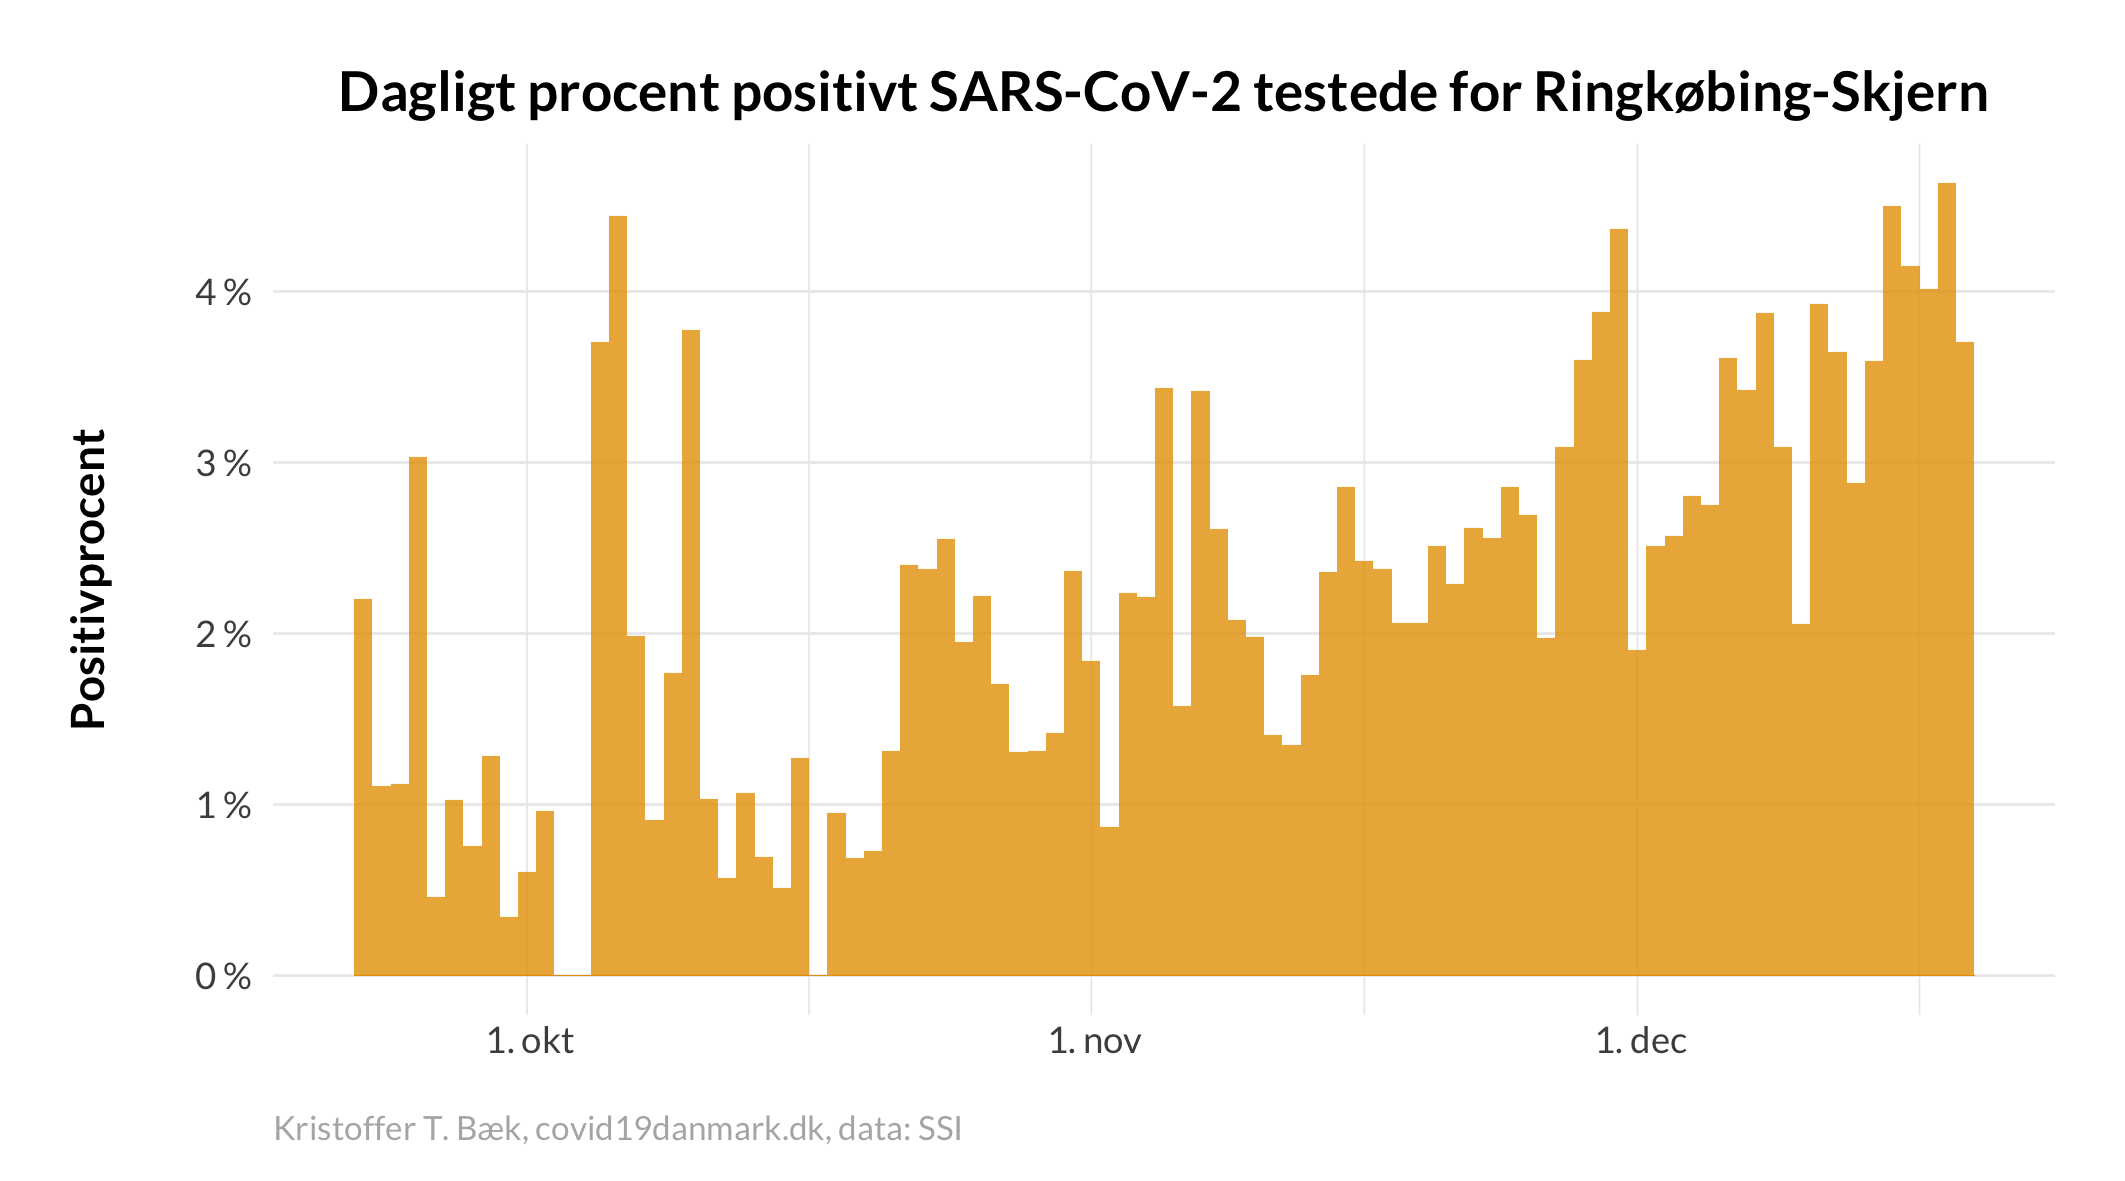 Dagligt procent positivt SARS-CoV-2 testede for Ringkøbing-Skjern
Positivprocent
4 %
3 %
2 %
1 %
0 %
1. okt
1. nov
1. dec
Kristoffer T. Bæk, covid19danmark.dk, data: SSI